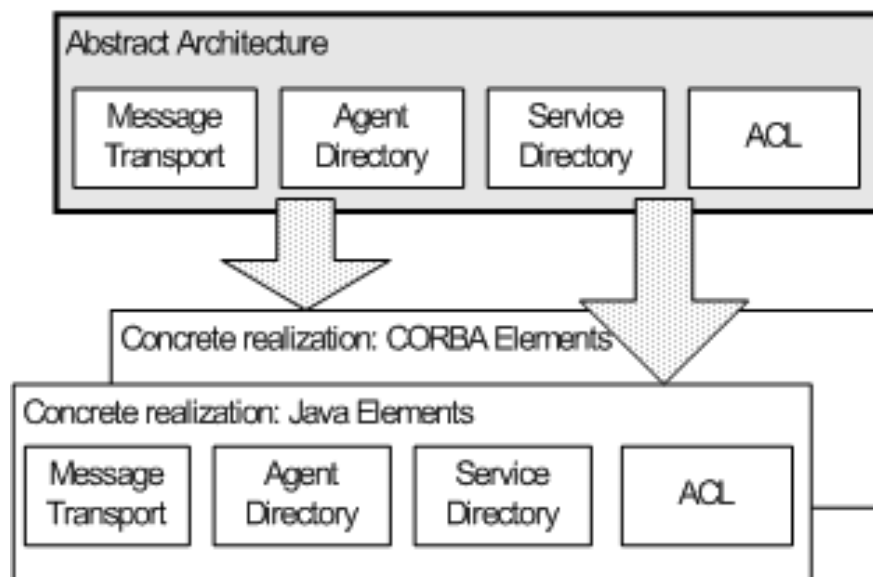 Abstract Architecture
Message
Transport
Agent
Directory
Service
Directory
ACL
Concrete realization: CORBA Elements
Concrete realization: Java Elements
Message
Transport
Agent
Directory
Service
Directory
ACL